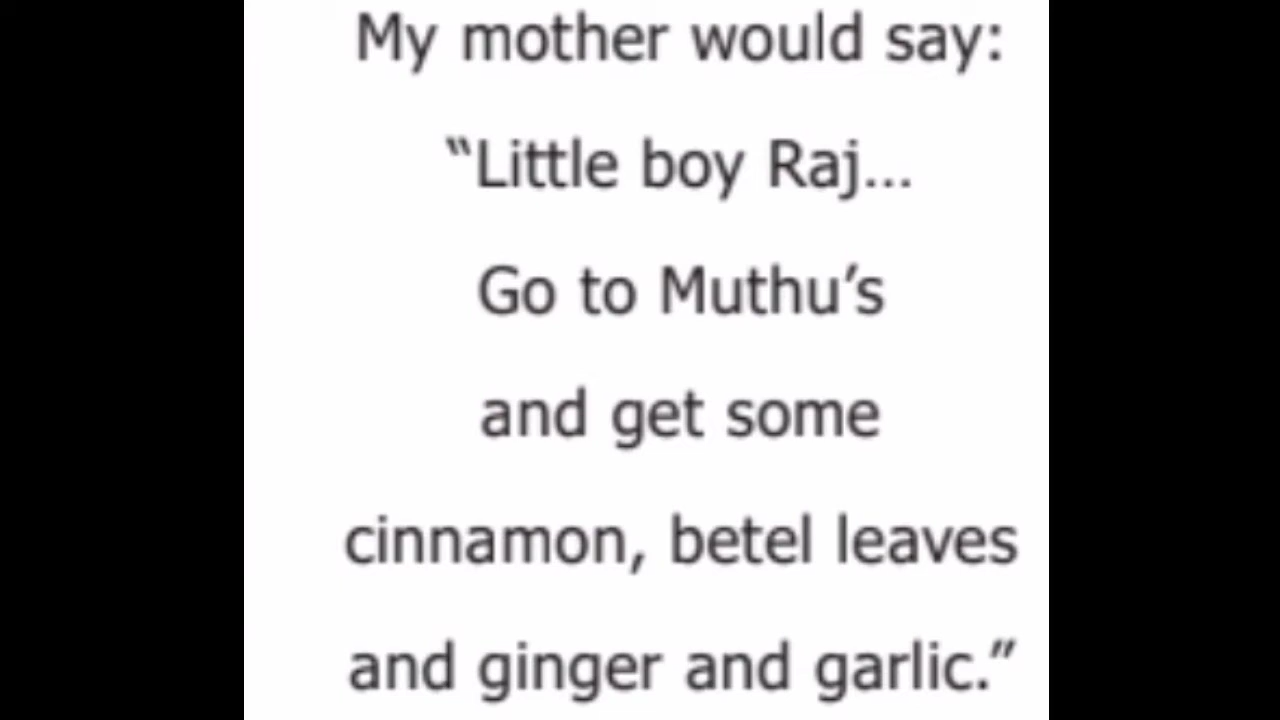 My mother would say:
“Little boy Raj...
Go to Muthu’s
and get some
cinnamon, betel leaves
and ginger and garlic.”